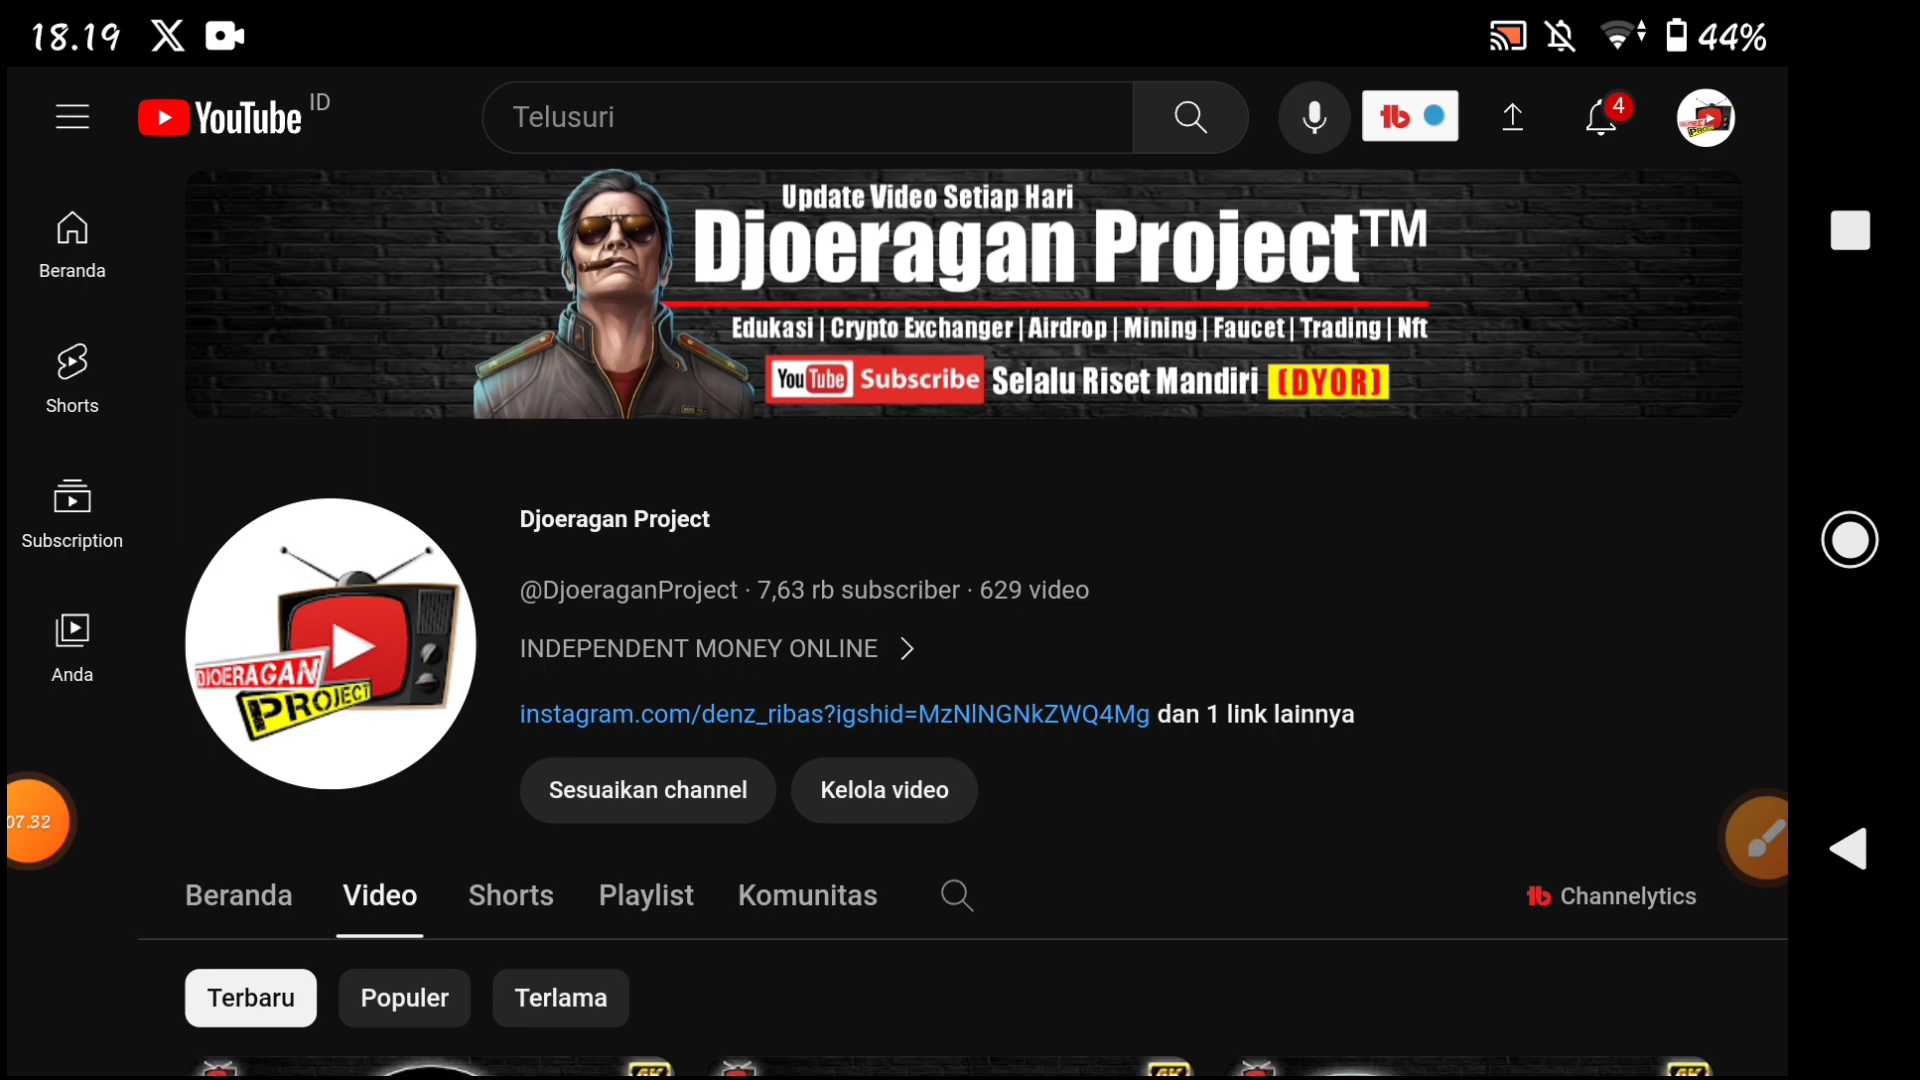 18.19
44%
YouTube ID
Telusuri
4
Update Video Setiap Hari
Djoeragan Project™
Edukasi | Crypto Exchanger | Airdrop | Mining | Faucet | Trading | Nft
YouTube Subscribe Selalu Riset Mandiri (DYOR)
Beranda
Shorts
Subscription
Anda
DJOERAGAN
PROJECT
Djoeragan Project
@DjoeraganProject · 7,63 rb subscriber · 629 video
INDEPENDENT MONEY ONLINE
instagram.com/denz_ribas?igshid=MzNlNGNkZWQ4Mg dan 1 link lainnya
Sesuaikan channel
Kelola video
07.32
Beranda Video Shorts Playlist Komunitas
Channelytics
Terbaru Populer Terlama